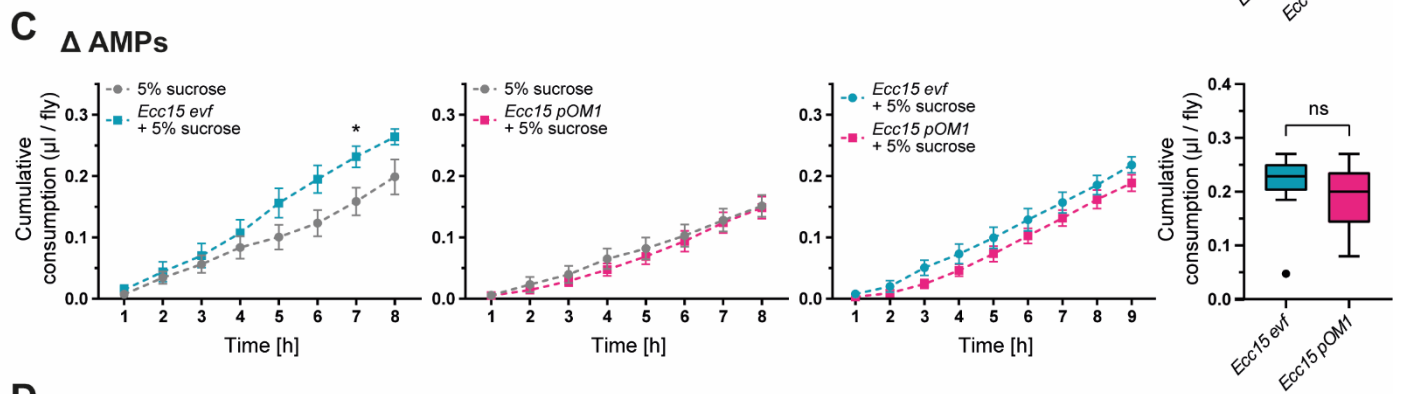 C
Δ AMPs
Cumulative
consumption (µl / fly)
0.3
0.2
0.1
0.0
5% sucrose
Ecc15 evf
+ 5% sucrose
*
1 2 3 4 5 6 7 8
Time [h]
0.3
0.2
0.1
0.0
5% sucrose
Ecc15 pOM1
+ 5% sucrose
1 2 3 4 5 6 7 8
Time [h]
0.3
0.2
0.1
0.0
Ecc15 evf
+ 5% sucrose
Ecc15 pOM1
+ 5% sucrose
1 2 3 4 5 6 7 8 9
Time [h]
Cumulative
consumption (µl / fly)
0.4
0.3
0.2
0.1
0.0
ns
Ecc15 evf
Ecc15 pOM1